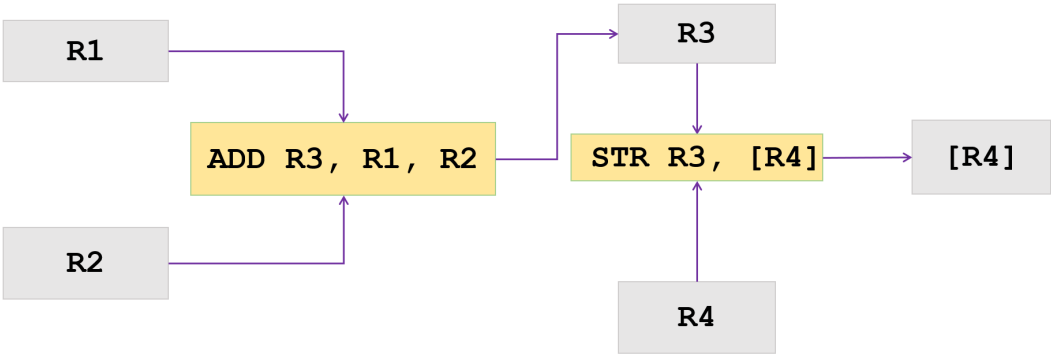 R1
R2
ADD R3, R1, R2
R3
STR R3, [R4]
R4
[R4]